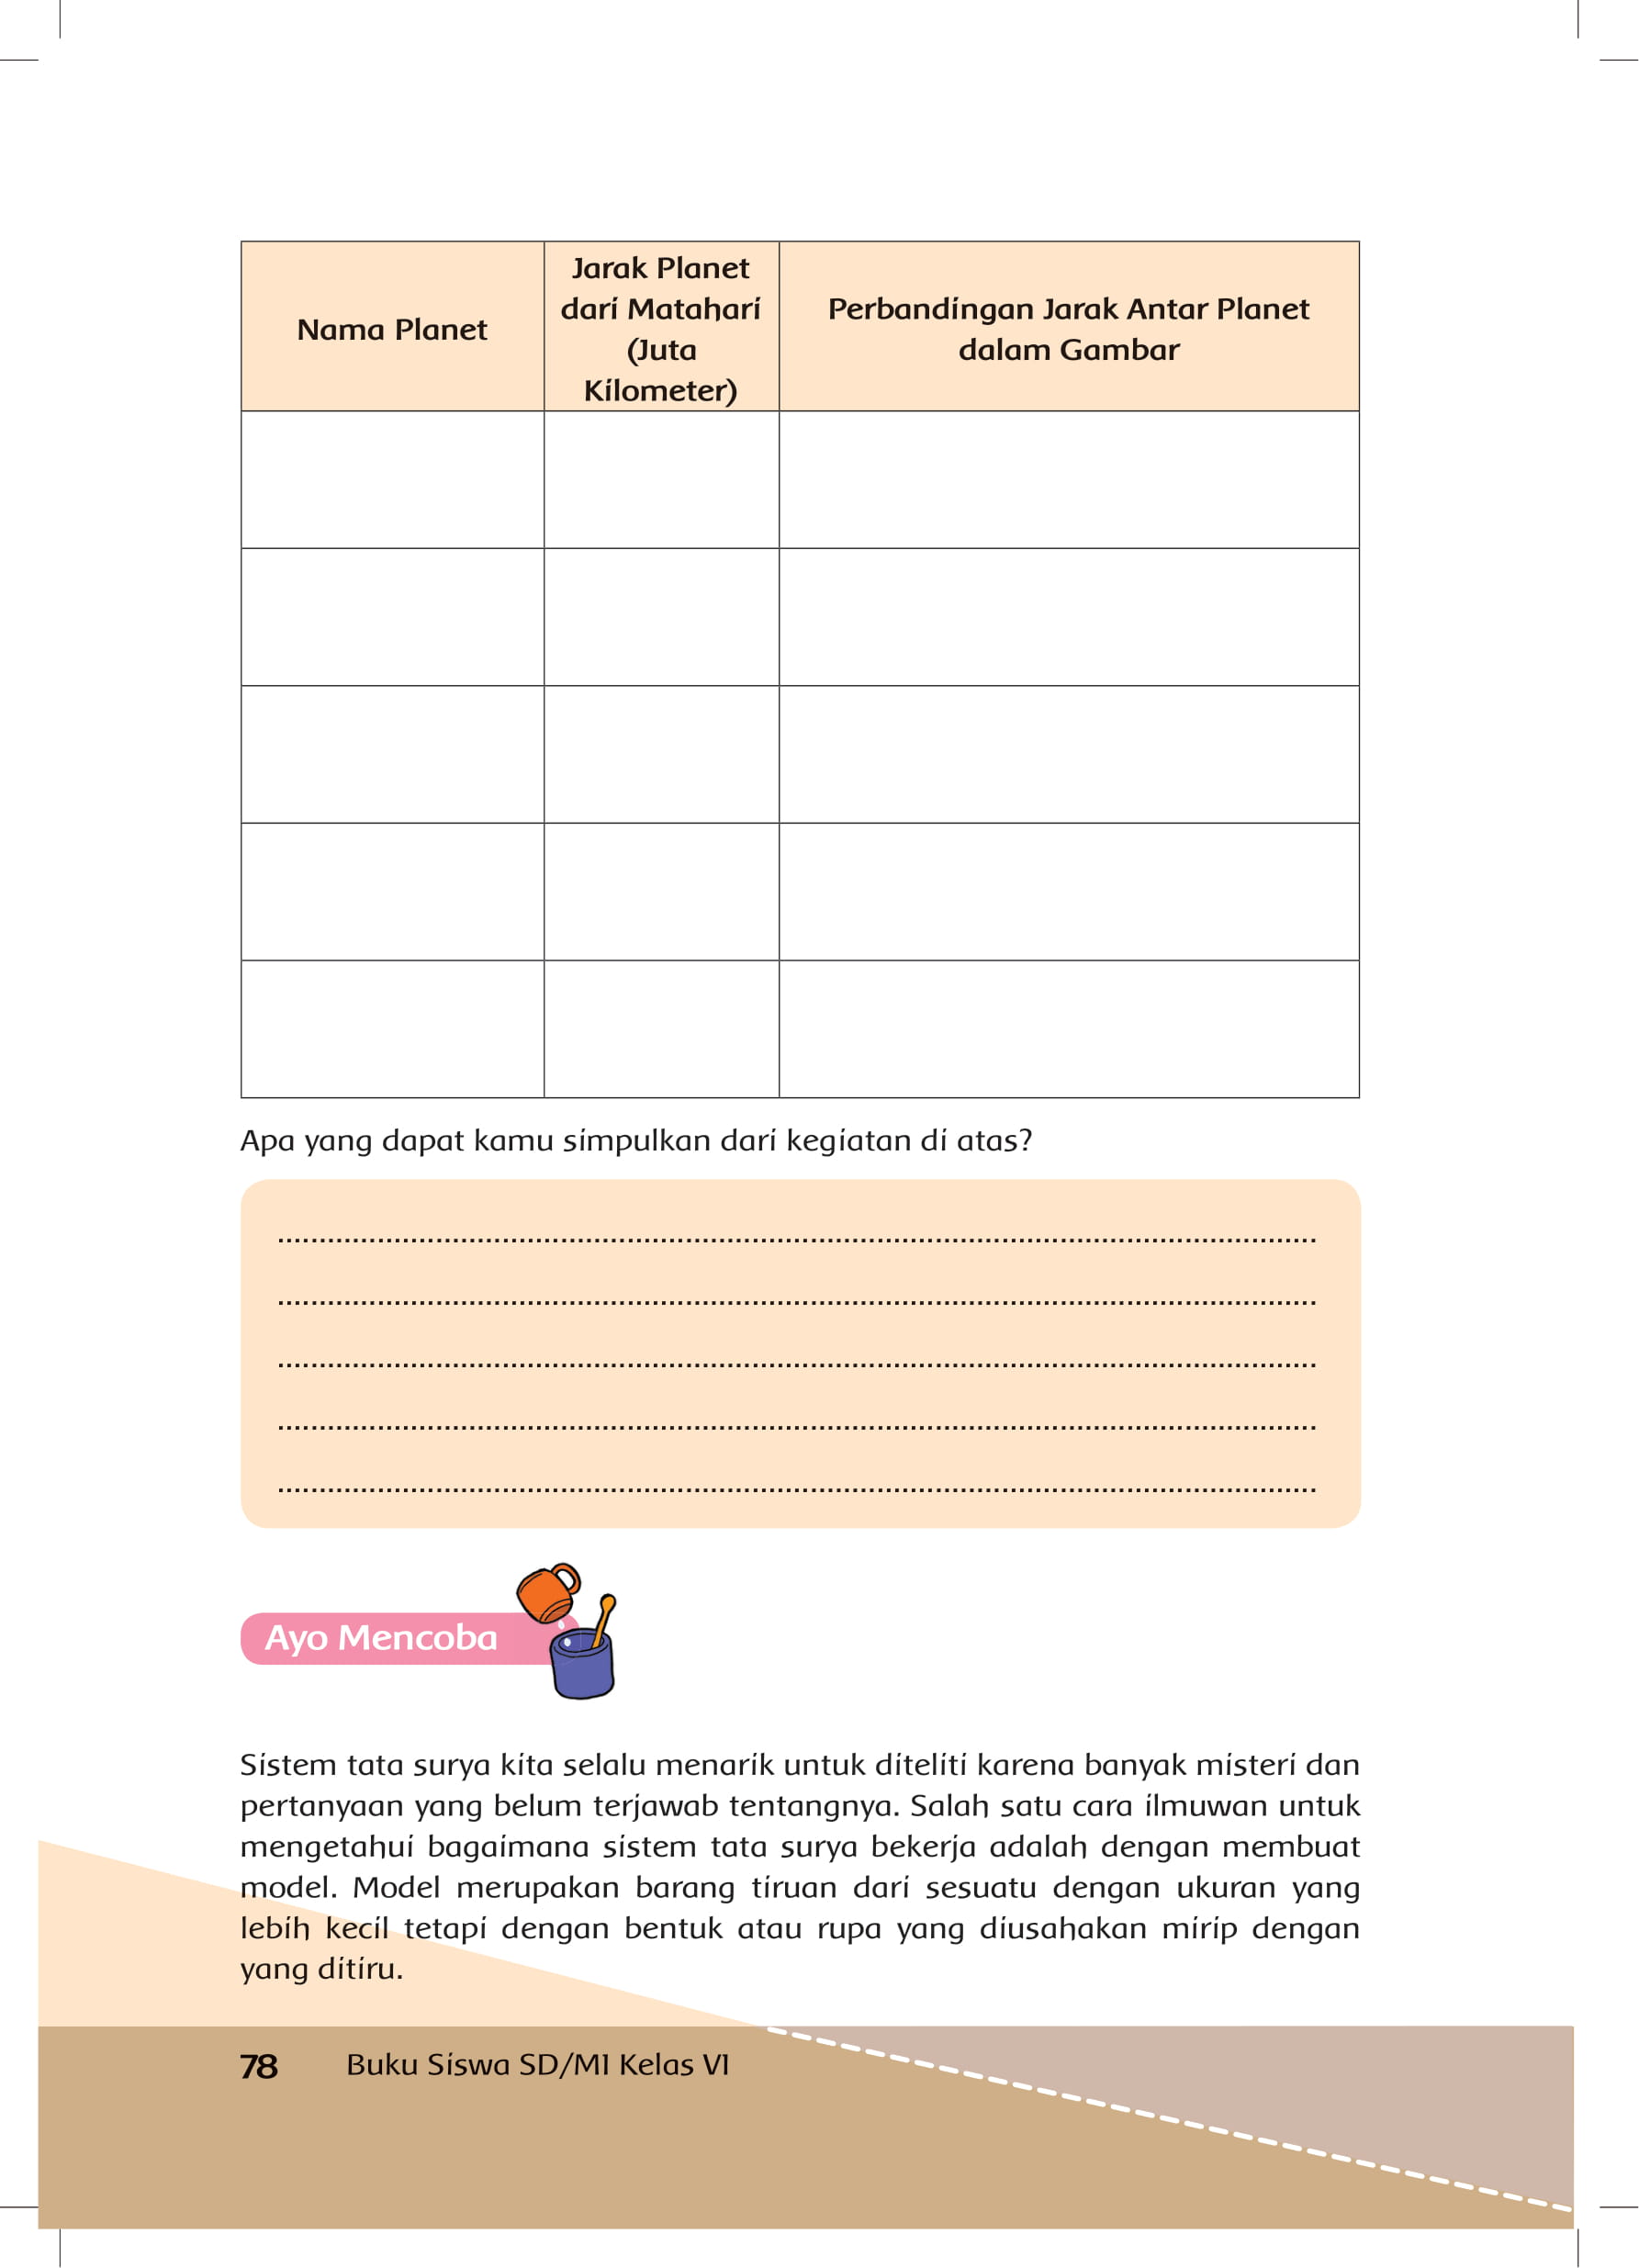 Nama Planet
Jarak Planet
dari Matahari
(Juta
Kilometer)
Perbandingan Jarak Antar Planet
dalam Gambar
Apa yang dapat kamu simpulkan dari kegiatan di atas?
Ayo Mencoba
Sistem tata surya kita selalu menarik untuk diteliti karena banyak misteri dan
pertanyaan yang belum terjawab tentangnya. Salah satu cara ilmuwan untuk
mengetahui bagaimana sistem tata surya bekerja adalah dengan membuat
model. Model merupakan barang tiruan dari sesuatu dengan ukuran yang
lebih kecil tetapi dengan bentuk atau rupa yang diusahakan mirip dengan
yang ditiru.
78 Buku Siswa SD/MI Kelas VI